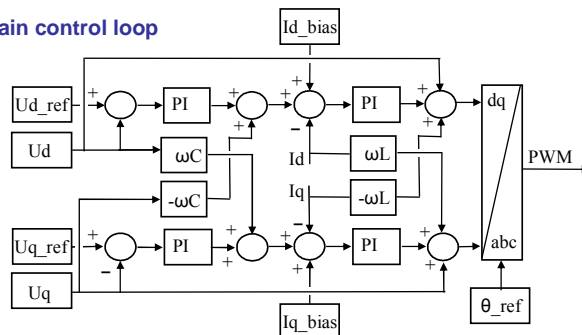 ain control loop
Id_bias
+ + + + + +
Ud_ref PI PI dq
+ + +
Ud ωC Id ωL PWM
-ωC Iq -ωL
Uq_ref + PI + + PI + abc
+ + +
Uq
Iq_bias θ_ref